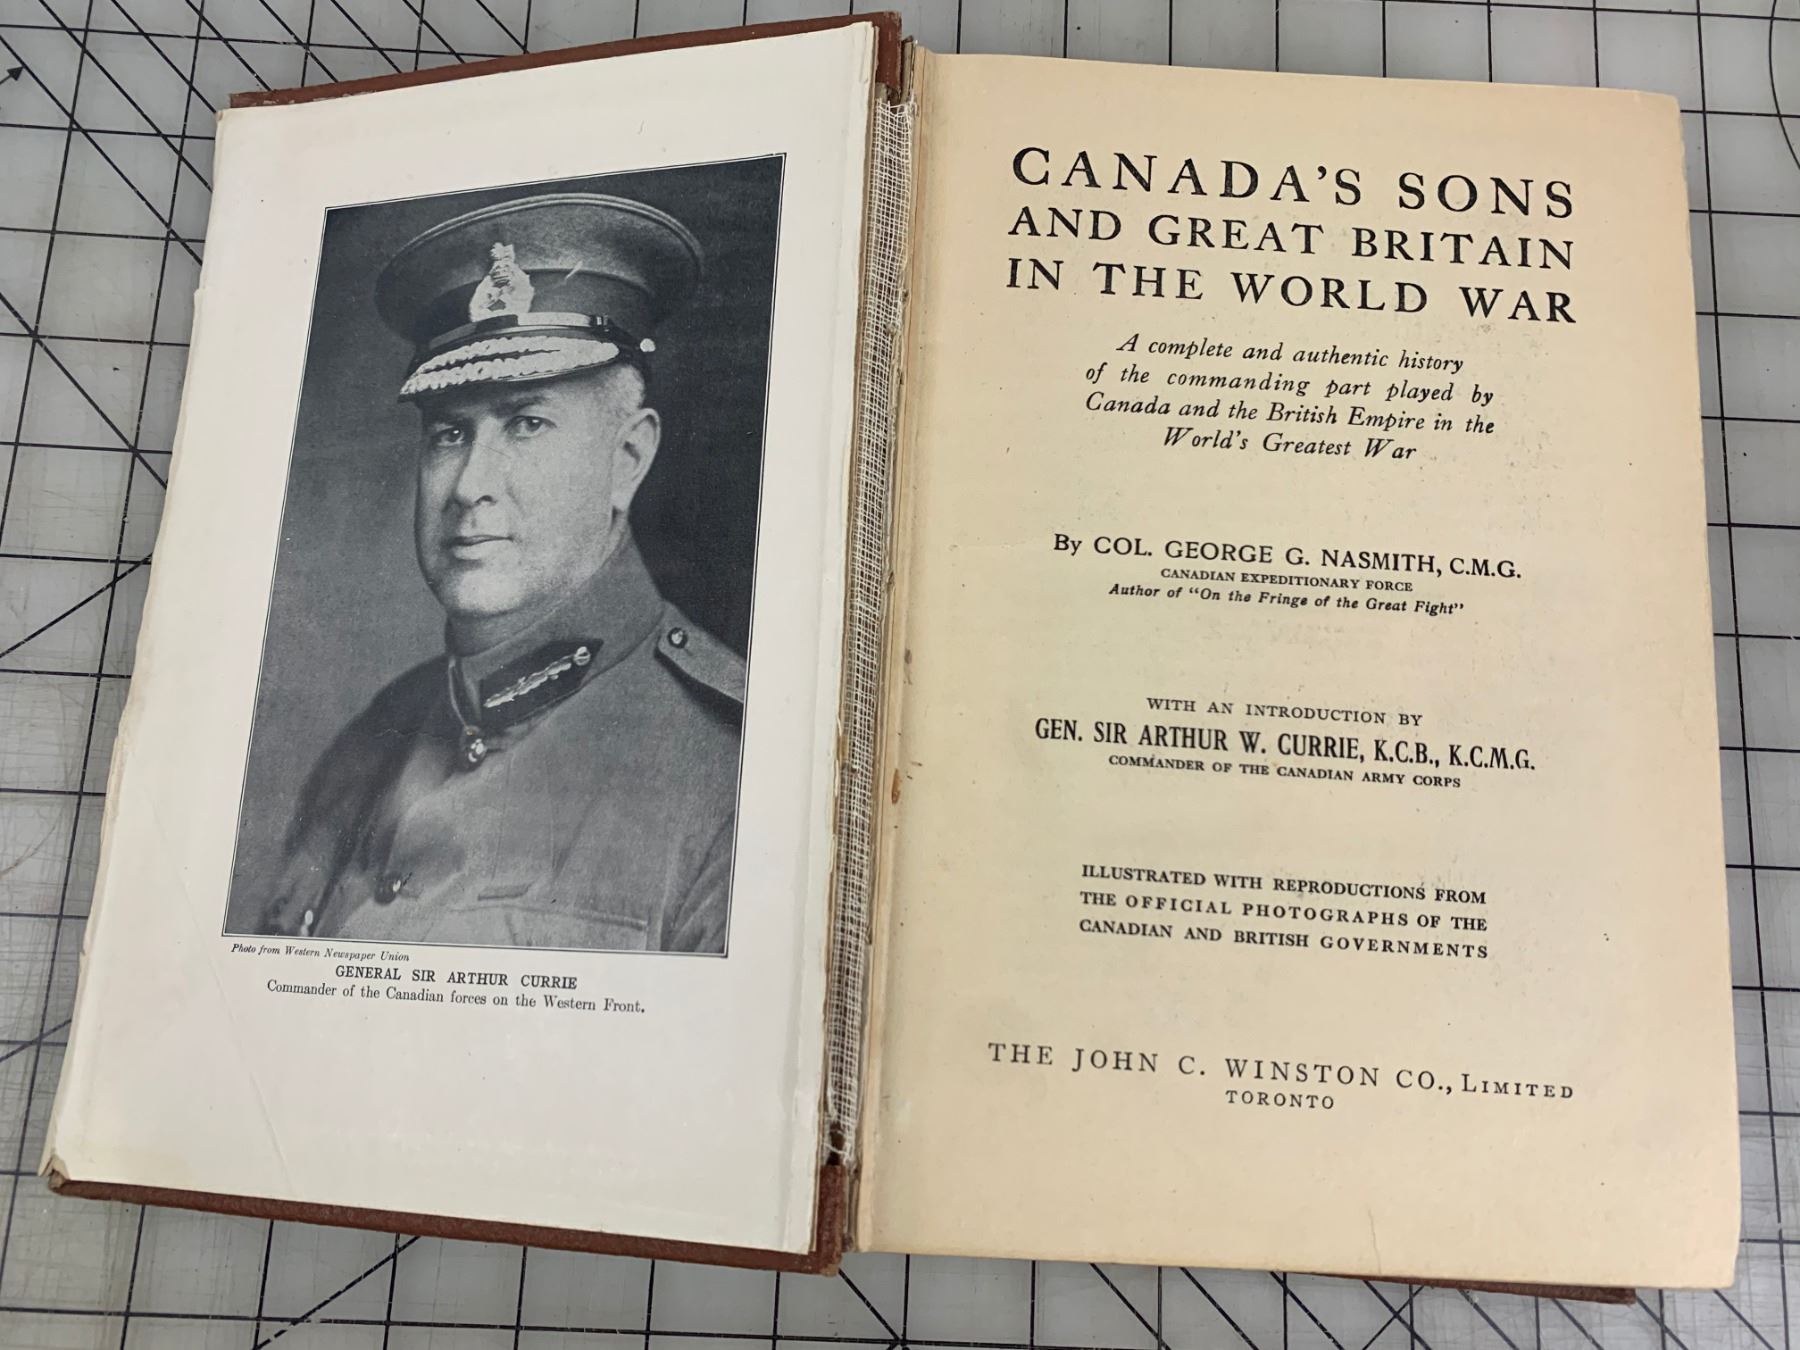 Photo from Western Newspaper Union
GENERAL SIR ARTHUR CURRIE
Commander of the Canadian forces on the Western Front.
CANADA'S SONS
AND GREAT BRITAIN
IN THE WORLD WAR
A complete and authentic history
of the commanding part played by
Canada and the British Empire in the
World's Greatest War
By COL. GEORGE G. NASMITH, C.M.G.
CANADIAN EXPEDITIONARY FORCE
Author of "On the Fringe of the Great Fight"
WITH AN INTRODUCTION BY
GEN. SIR ARTHUR W. CURRIE, K.C.B., K.C.M.G.
COMMANDER OF THE CANADIAN ARMY CORPS
ILLUSTRATED WITH REPRODUCTIONS FROM
THE OFFICIAL PHOTOGRAPHS OF THE
CANADIAN AND BRITISH GOVERNMENTS
THE JOHN C. WINSTON CO., LIMITED
TORONTO